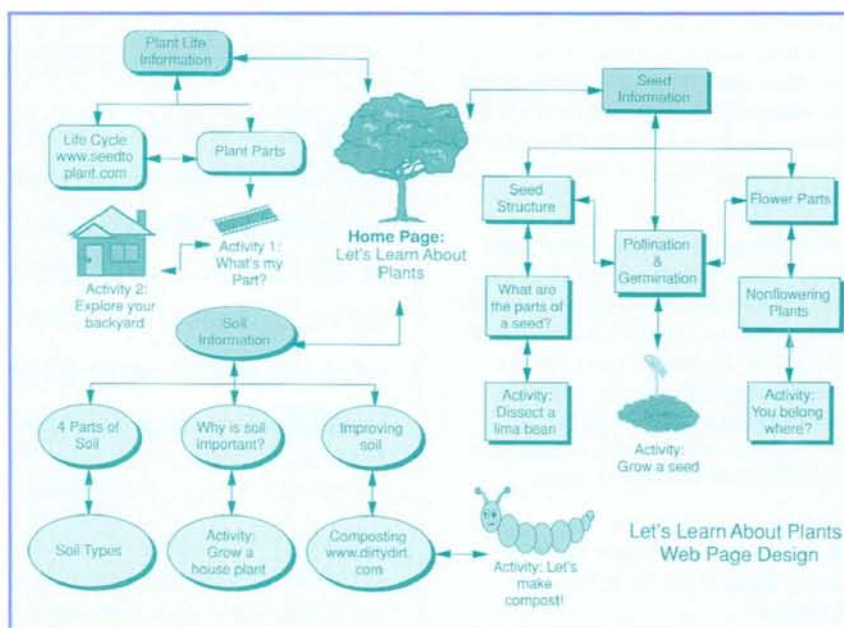 Plant Life
Information
Seed
Information
Life Cycle
www.seedto
plant.com
Plant Parts
Seed
Structure
Flower Parts
Home Page:
Let's Learn About
Plants
Pollination
&
Germination
Activity 1:
What's my
Part?
Activity 2:
Explore your
backyard
What are
the parts of
a seed?
Nonflowering
Plants
Soil
Information
Activity:
Dissect a
lima bean
Activity:
Grow a seed
Activity:
You belong
where?
4 Parts of
Soil
Why is soil
important?
Improving
soil
Soil Types
Activity:
Grow a
house plant
Composting
www.dirtydirt.
com
Activity: Let's
make
compost!
Let's Learn About Plants
Web Page Design